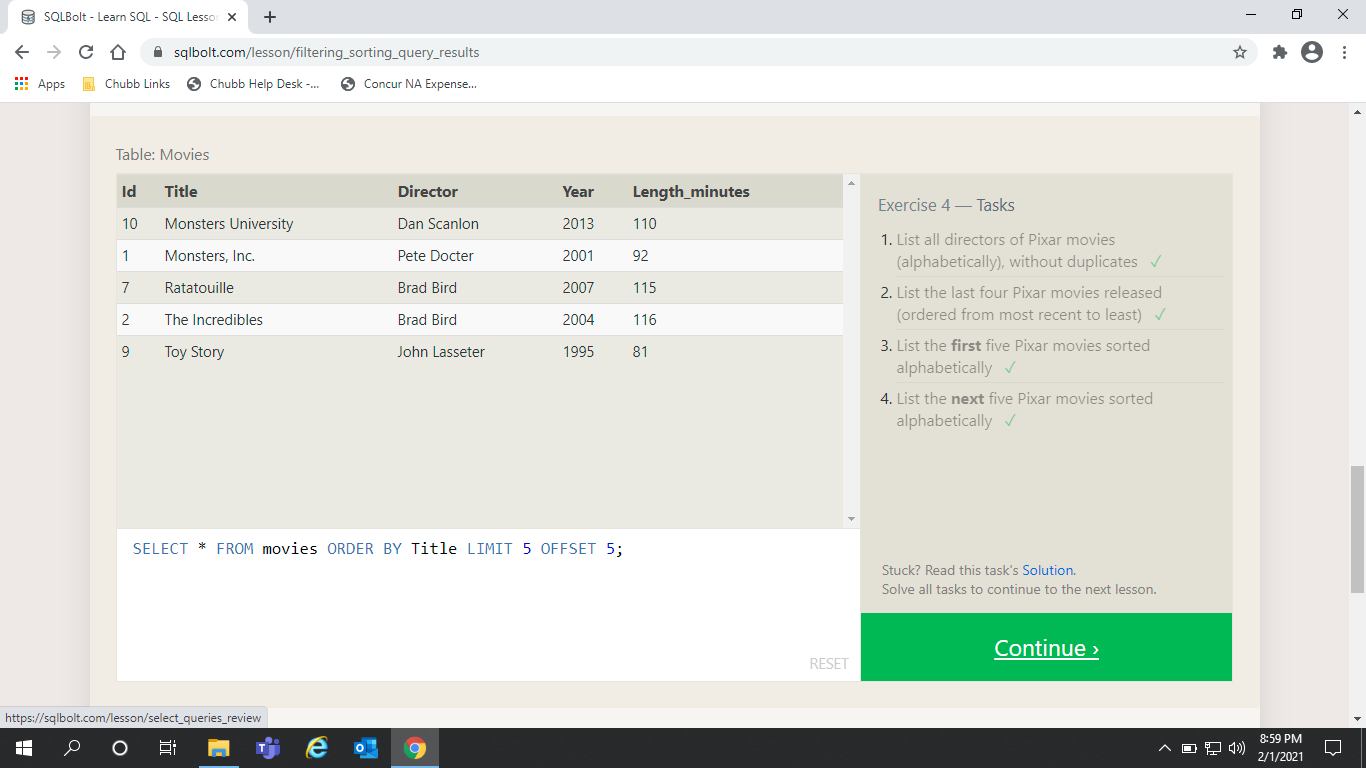 SQLBolt - Learn SQL - SQL Lesso
sqlbolt.com/lesson/filtering_sorting_query_results
Apps Chubb Links Chubb Help Desk -... Concur NA Expense...
Table: Movies
Id Title Director Year Length_minutes
10 Monsters University Dan Scanlon 2013 110
1 Monsters, Inc. Pete Docter 2001 92
7 Ratatouille Brad Bird 2007 115
2 The Incredibles Brad Bird 2004 116
9 Toy Story John Lasseter 1995 81
SELECT * FROM movies ORDER BY Title LIMIT 5 OFFSET 5;
RESET
Exercise 4 — Tasks
1. List all directors of Pixar movies
(alphabetically), without duplicates ✓
2. List the last four Pixar movies released
(ordered from most recent to least) ✓
3. List the first five Pixar movies sorted
alphabetically ✓
4. List the next five Pixar movies sorted
alphabetically ✓
Stuck? Read this task's Solution.
Solve all tasks to continue to the next lesson.
Continue ›
https://sqlbolt.com/lesson/select_queries_review
8:59 PM
2/1/2021